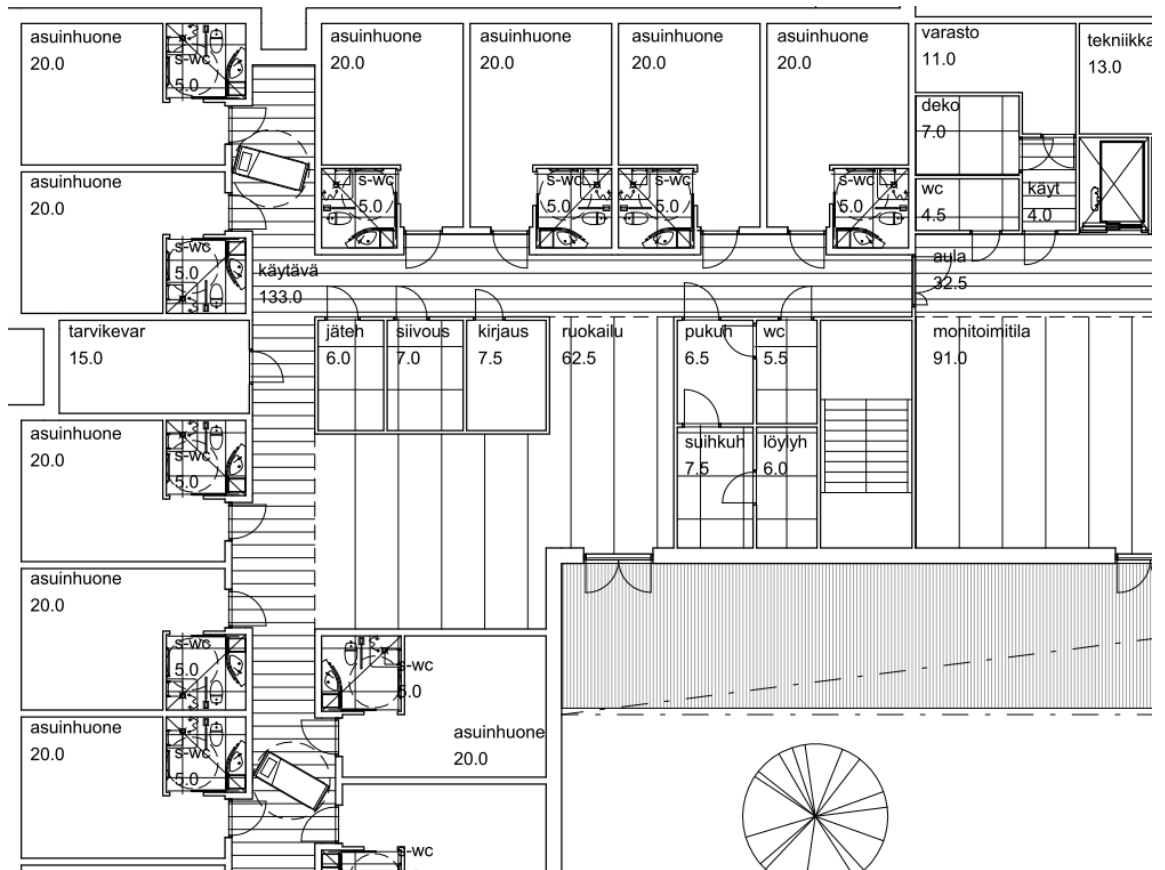 asuinhuone
20.0
s-wc
5.0
asuinhuone
20.0
asuinhuone
20.0
asuinhuone
20.0
asuinhuone
20.0
varasto
11.0
tekniikka
13.0
deko
7.0
asuinhuone
20.0
s-wc
5.0
s-wc
5.0
s-wc
5.0
s-wc
5.0
s-wc
5.0
wc
4.5
käyt
4.0
käytävä
133.0
aula
32.5
tarvikevar
15.0
jäteh
6.0
siivous
7.0
kirjaus
7.5
ruokailu
62.5
pukuh
6.5
wc
5.5
monitoimitila
91.0
asuinhuone
20.0
s-wc
5.0
suihkuh
7.5
löylyh
6.0
asuinhuone
20.0
s-wc
5.0
s-wc
5.0
asuinhuone
20.0
asuinhuone
20.0
s-wc
5.0
s-wc